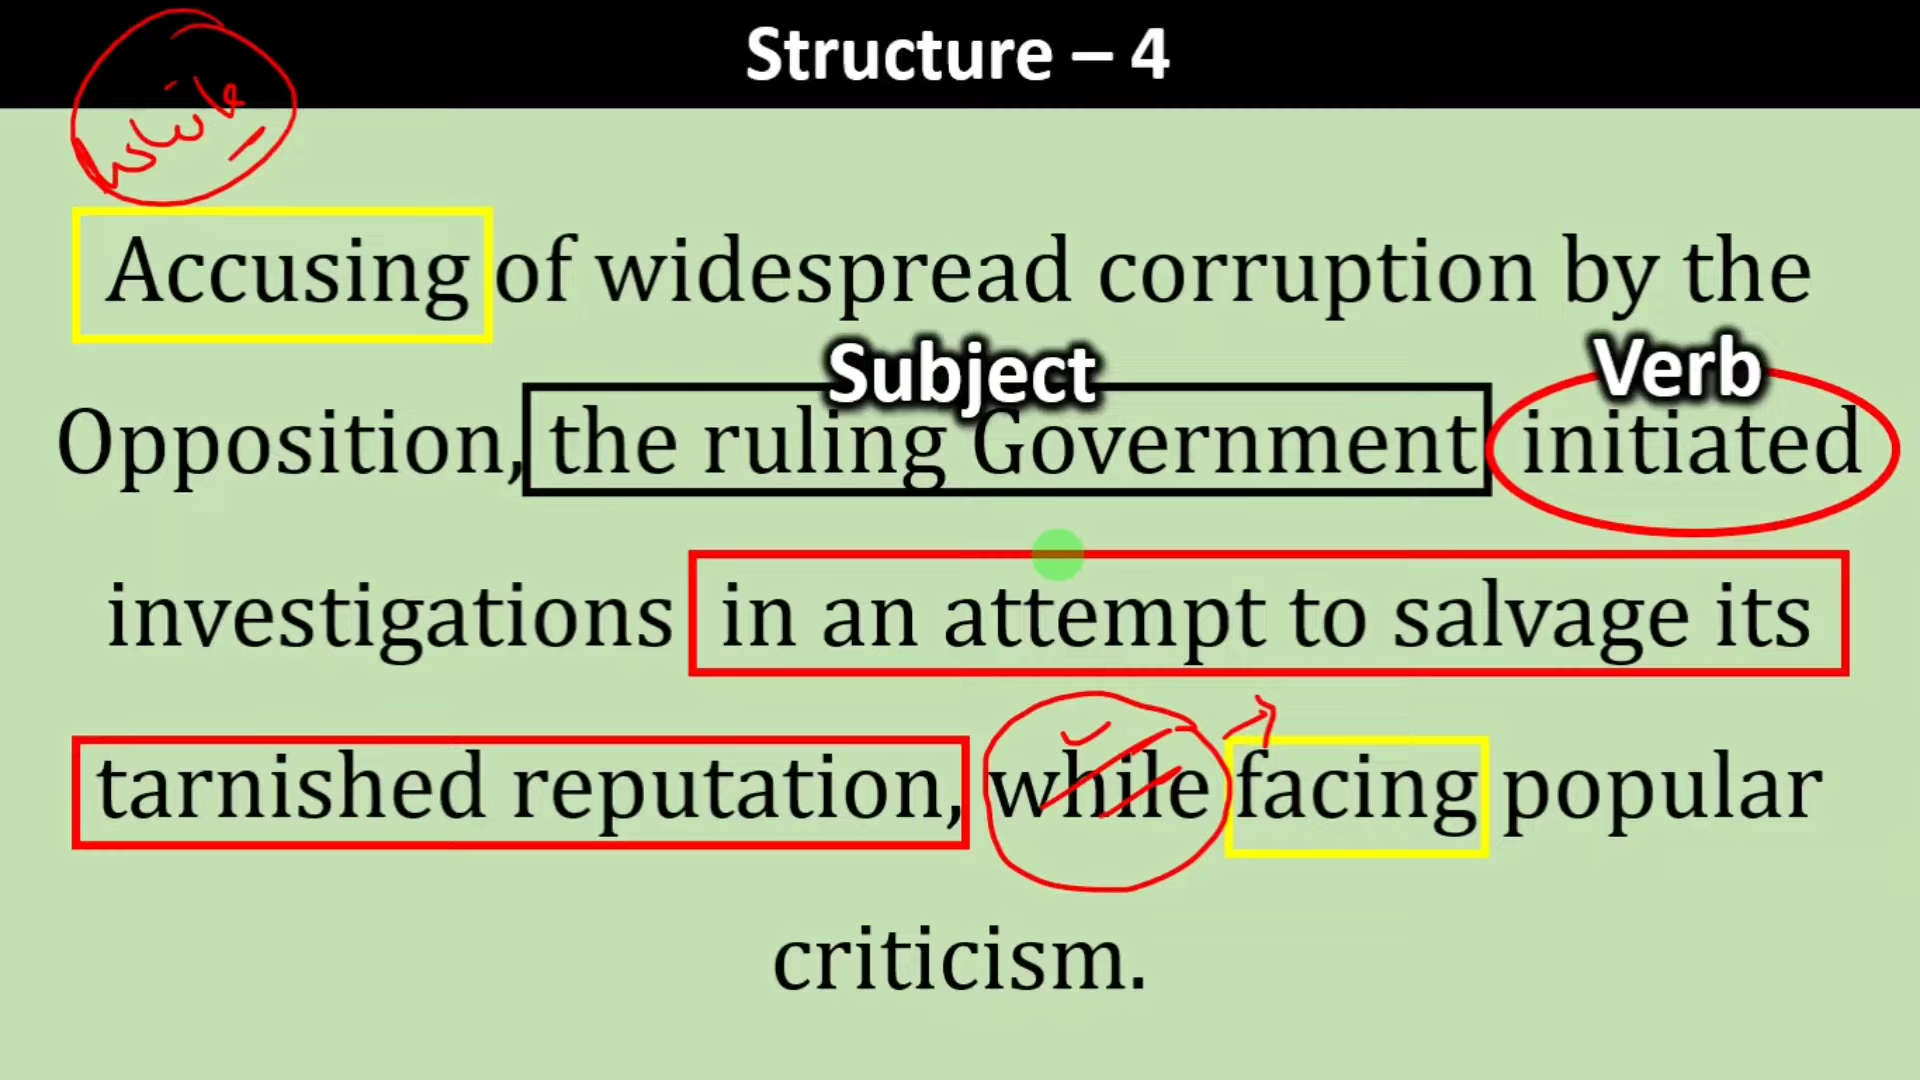 Structure – 4
while
Accusing of widespread corruption by the
Subject
Verb
Opposition, the ruling Government initiated
investigations in an attempt to salvage its
tarnished reputation, while facing popular
criticism.